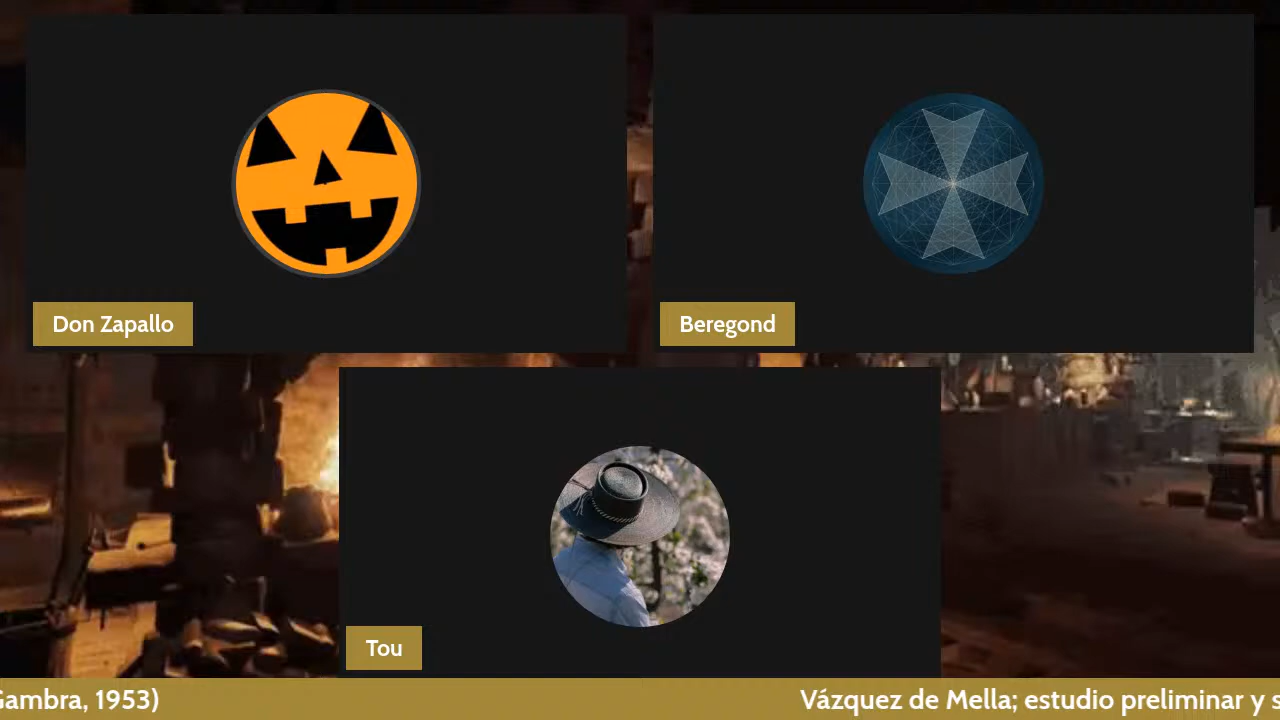 Don Zapallo
Beregond
Tou
Gambra, 1953)
Vázquez de Mella; estudio preliminar y s